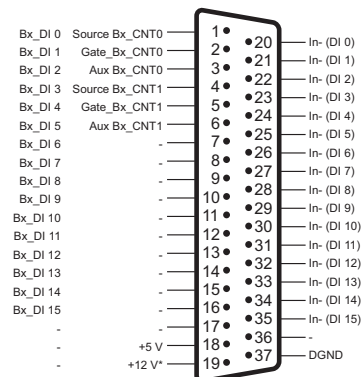 Bx_DI 0 Source Bx_CNT0 1 20 In- (DI 0)
Bx_DI 1 Gate_Bx_CNT0 2 21 In- (DI 1)
Bx_DI 2 Aux Bx_CNT0 3 22 In- (DI 2)
Bx_DI 3 Source Bx_CNT1 4 23 In- (DI 3)
Bx_DI 4 Gate_Bx_CNT1 5 24 In- (DI 4)
Bx_DI 5 Aux Bx_CNT1 6 25 In- (DI 5)
Bx_DI 6 - 7 26 In- (DI 6)
Bx_DI 7 - 8 27 In- (DI 7)
Bx_DI 8 - 9 28 In- (DI 8)
Bx_DI 9 - 10 29 In- (DI 9)
Bx_DI 10 - 11 30 In- (DI 10)
Bx_DI 11 - 12 31 In- (DI 11)
Bx_DI 12 - 13 32 In- (DI 12)
Bx_DI 13 - 14 33 In- (DI 13)
Bx_DI 14 - 15 34 In- (DI 14)
Bx_DI 15 - 16 35 In- (DI 15)
- - 17 36 -
- +5 V 18 37 DGND
- +12 V* 19